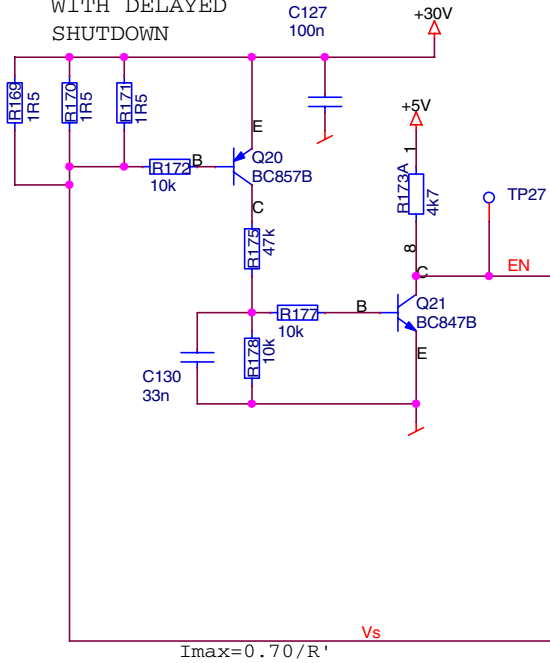 WITH DELAYED
SHUTDOWN
C127
100n
+30V
R169
1R5
R170
1R5
R171
1R5
+5V
1
R173A
4k7
8
TP27
E
Q20
BC857B
B
R172
10k
C
R175
47k
EN
C
Q21
BC847B
B
R177
10k
E
R178
10k
C130
33n
Vs
Imax=0.70/R'